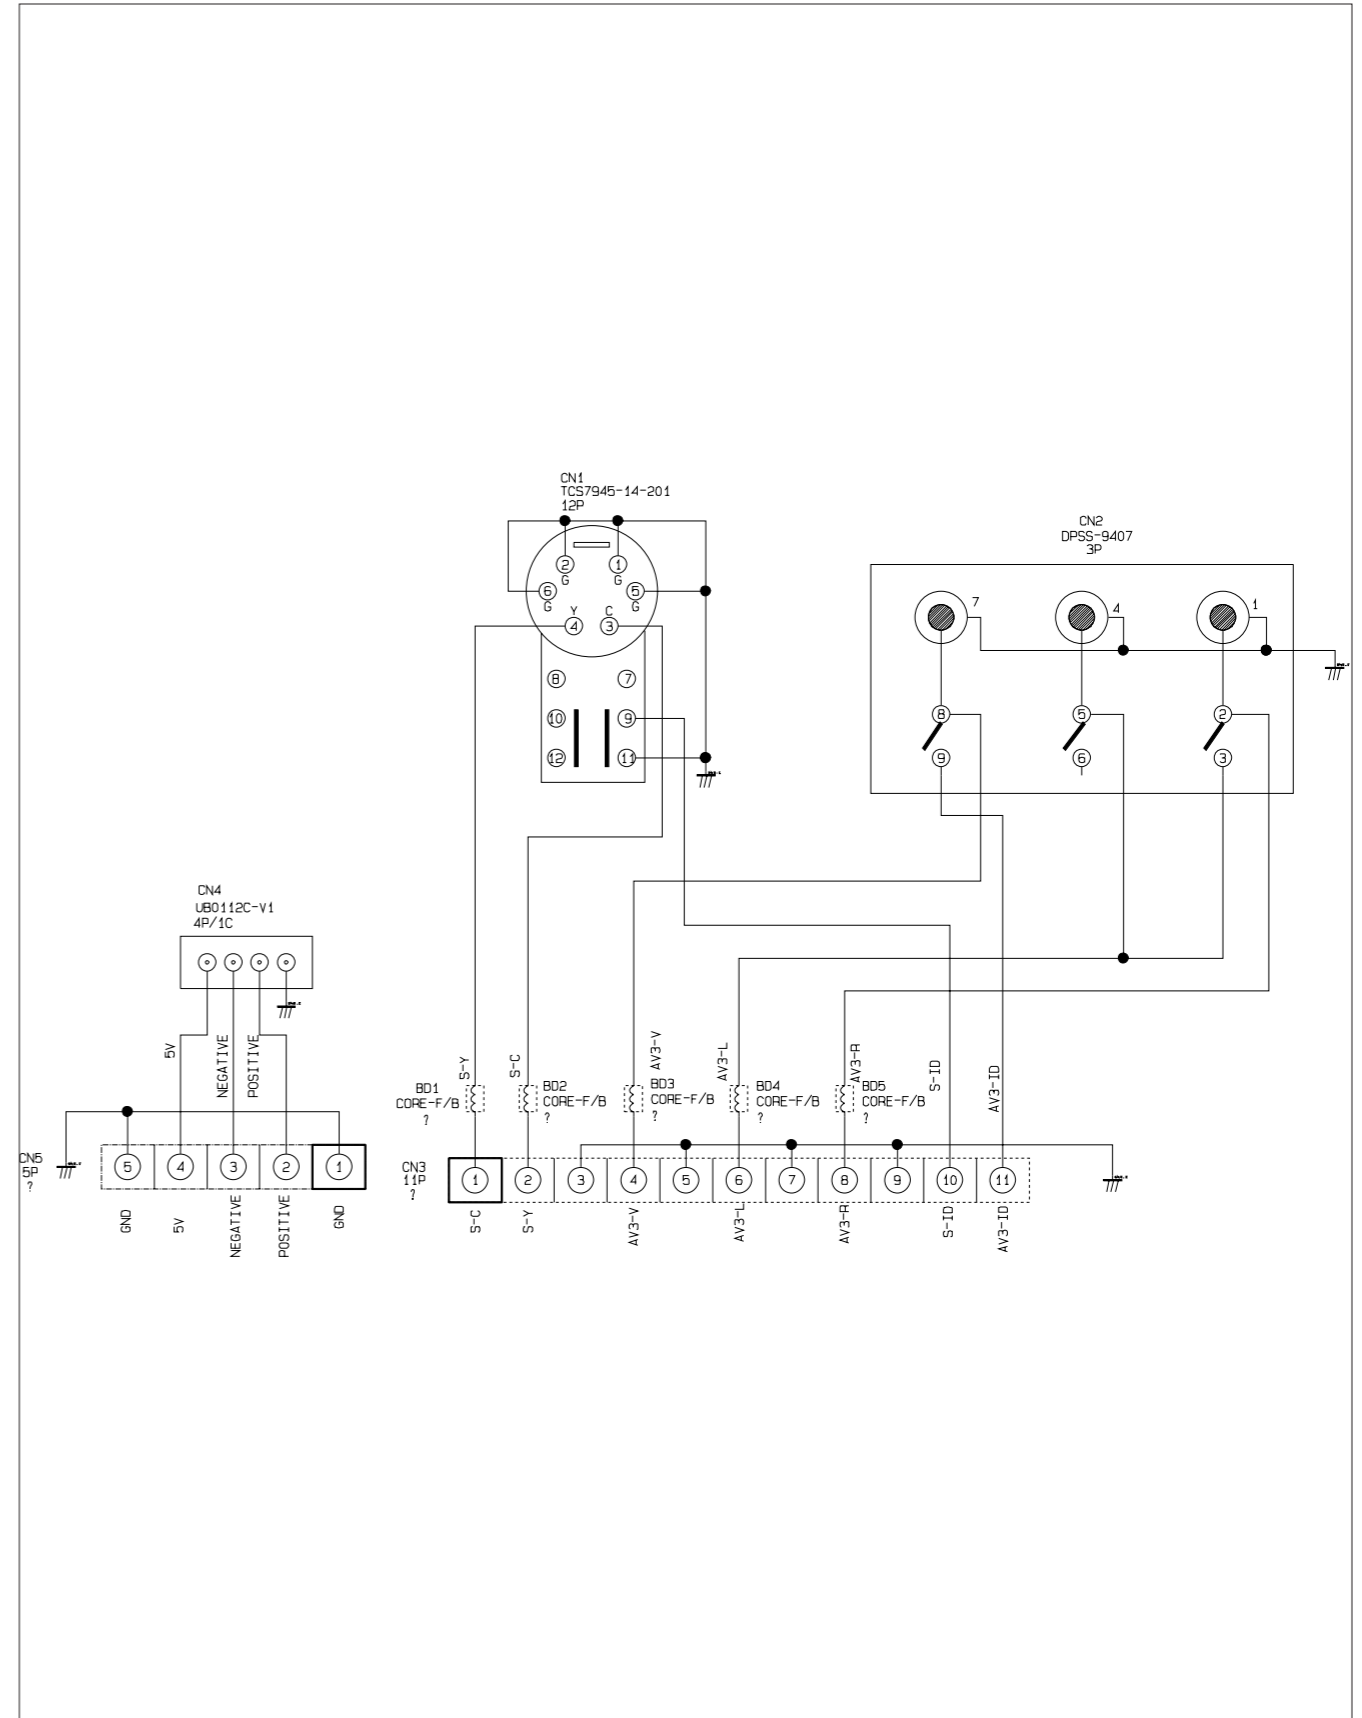 CN1
TCS7945-14-201
12P
2
1
G
G
6
5
G
G
Y
C
4
3
8
7
10
9
12
11
CN2
DPSS-9407
3P
7
4
1
8
5
2
9
6
3
CN4
UB0112C-V1
4P/1C
5V
NEGATIVE
POSITIVE
CN5
5P
?
5
4
3
2
1
GND
5V
NEGATIVE
POSITIVE
GND
S-Y
S-C
AV3-V
AV3-L
AV3-R
S-ID
AV3-ID
BD1
CORE-F/B
?
BD2
CORE-F/B
?
BD3
CORE-F/B
?
BD4
CORE-F/B
?
BD5
CORE-F/B
?
CN3
11P
?
1
2
3
4
5
6
7
8
9
10
11
S-C
S-Y
AV3-V
AV3-L
AV3-R
S-ID
AV3-ID